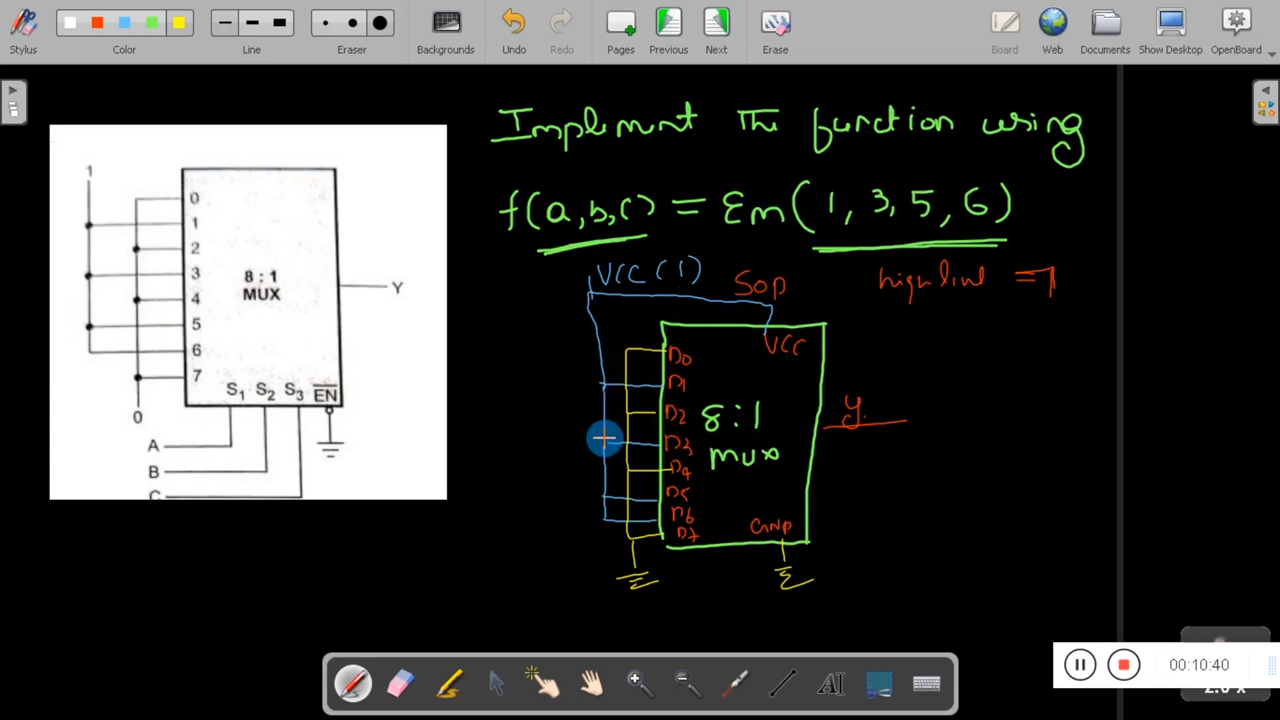 Stylus
Color
Line
Eraser
Backgrounds
Undo
Redo
Pages
Previous
Next
Erase
Board
Web
Documents
Show Desktop
OpenBoard
Implement The function using
f(a,b,c) = Σm(1, 3, 5, 6)
VCC (1)
SOP
high line = 1
VCC
D0
D1
D2
D3
D4
D5
D6
D7
8:1
mux
GND
y
1
0
1
2
3
4
5
6
7
8 : 1
MUX
Y
S1 S2 S3 EN
0
A
B
C
00:10:40
2.0 x